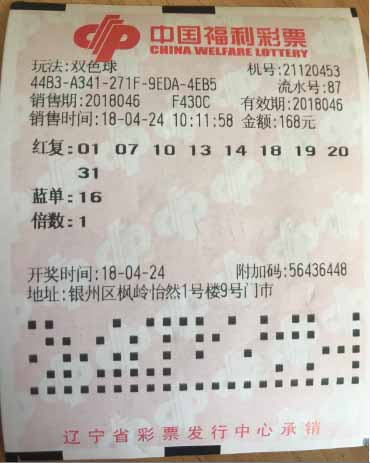 中国福利彩票
CHINA WELFARE LOTTERY
玩法:双色球 机号:21120453
44B3-A341-271F-9EDA-4EB5 流水号:87
销售期:2018046 F430C 有效期:2018046
销售时间:18-04-24 10:11:58 金额:168元
红复:01 07 10 13 14 18 19 20
31
蓝单:16
倍数:1
开奖时间:18-04-24 附加码:56436448
地址:银州区枫岭怡然1号楼9号门市
辽宁省彩票发行中心承销